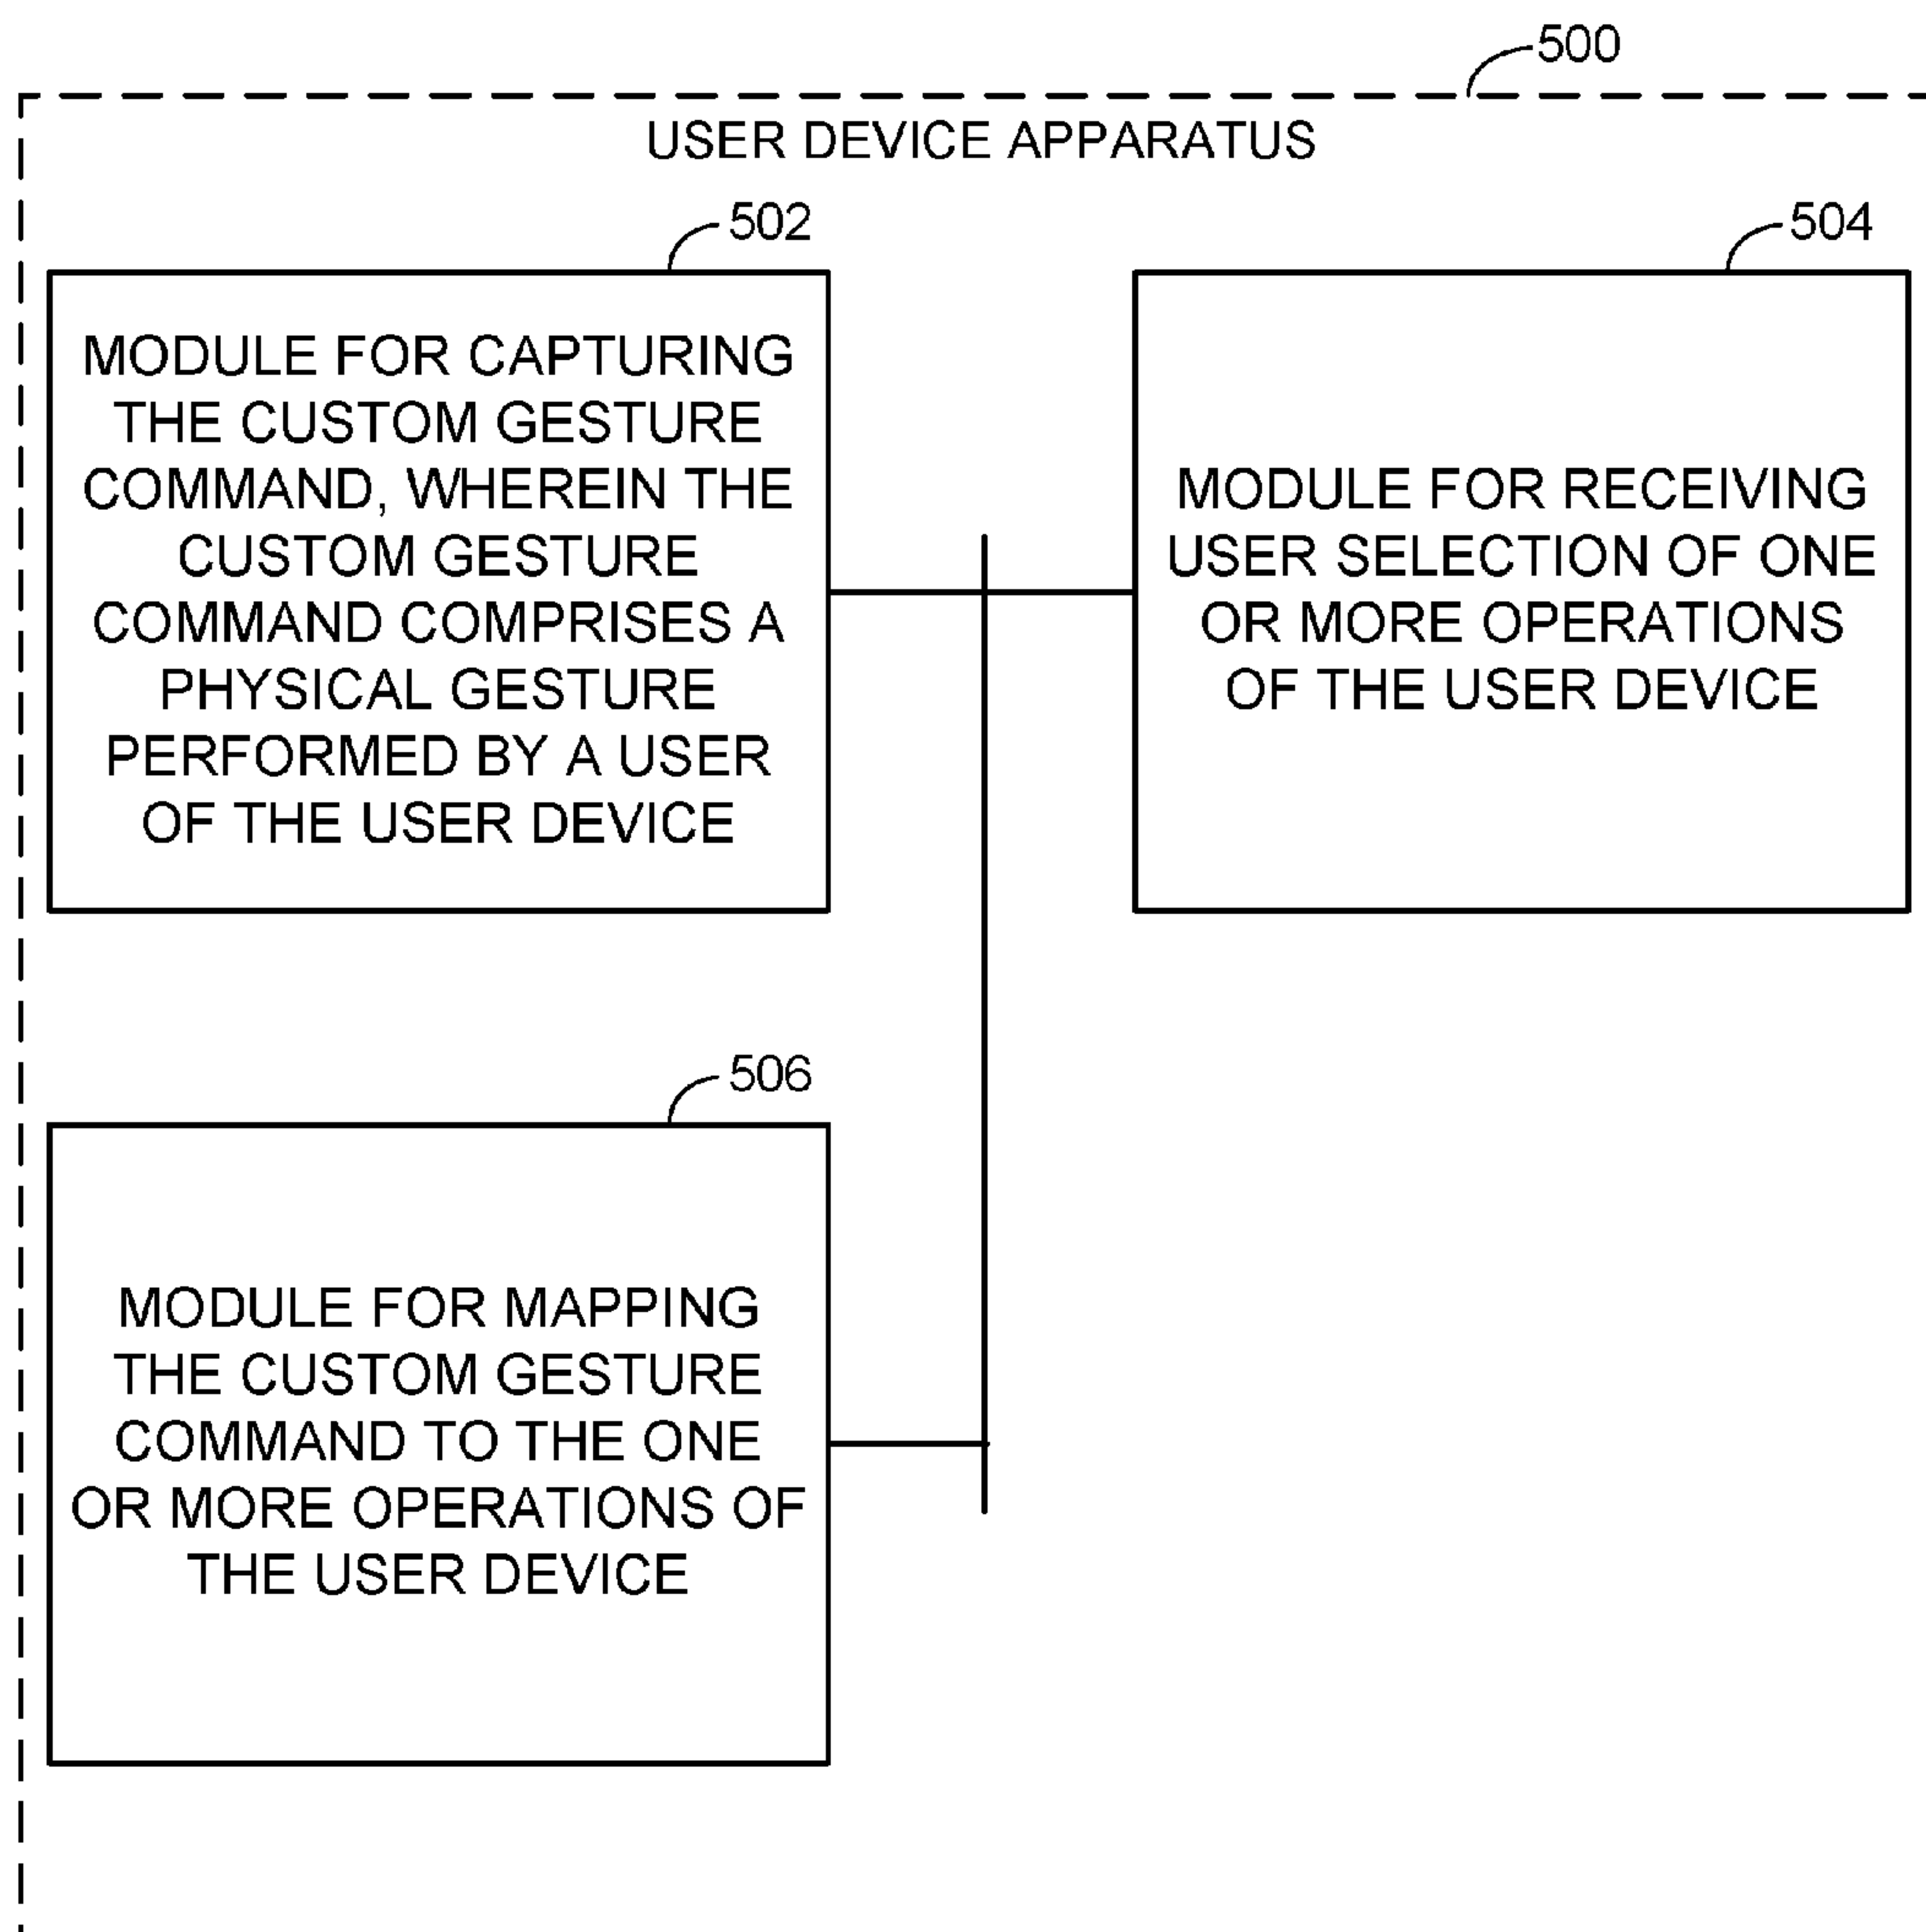 500
USER DEVICE APPARATUS
502
MODULE FOR CAPTURING
THE CUSTOM GESTURE
COMMAND, WHEREIN THE
CUSTOM GESTURE
COMMAND COMPRISES A
PHYSICAL GESTURE
PERFORMED BY A USER
OF THE USER DEVICE
504
MODULE FOR RECEIVING
USER SELECTION OF ONE
OR MORE OPERATIONS
OF THE USER DEVICE
506
MODULE FOR MAPPING
THE CUSTOM GESTURE
COMMAND TO THE ONE
OR MORE OPERATIONS OF
THE USER DEVICE